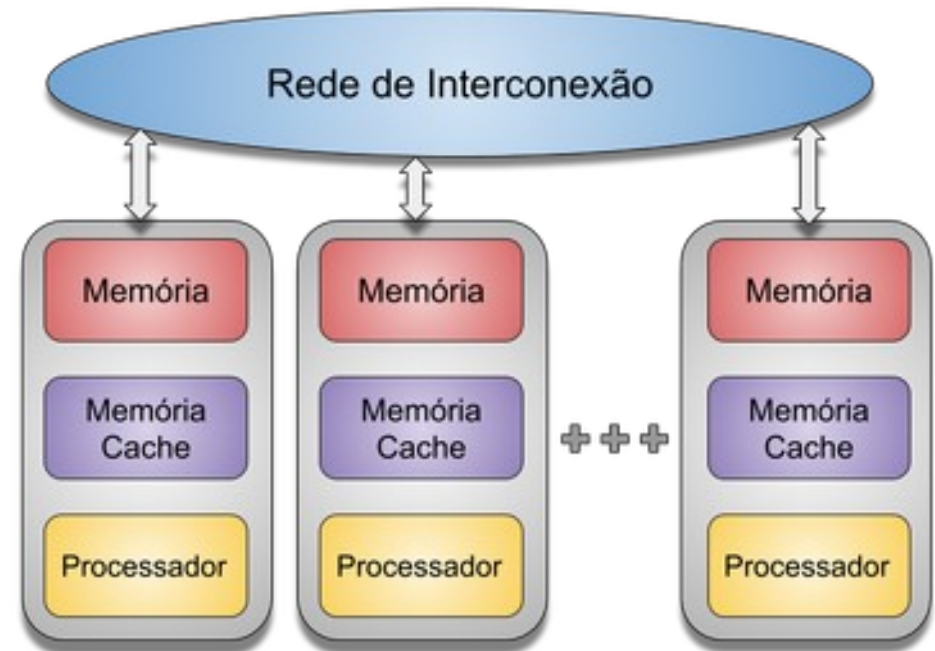 Rede de Interconexão
Memória
Memória
Memória
Memória
Cache
Memória
Cache
Memória
Cache
Processador
Processador
Processador